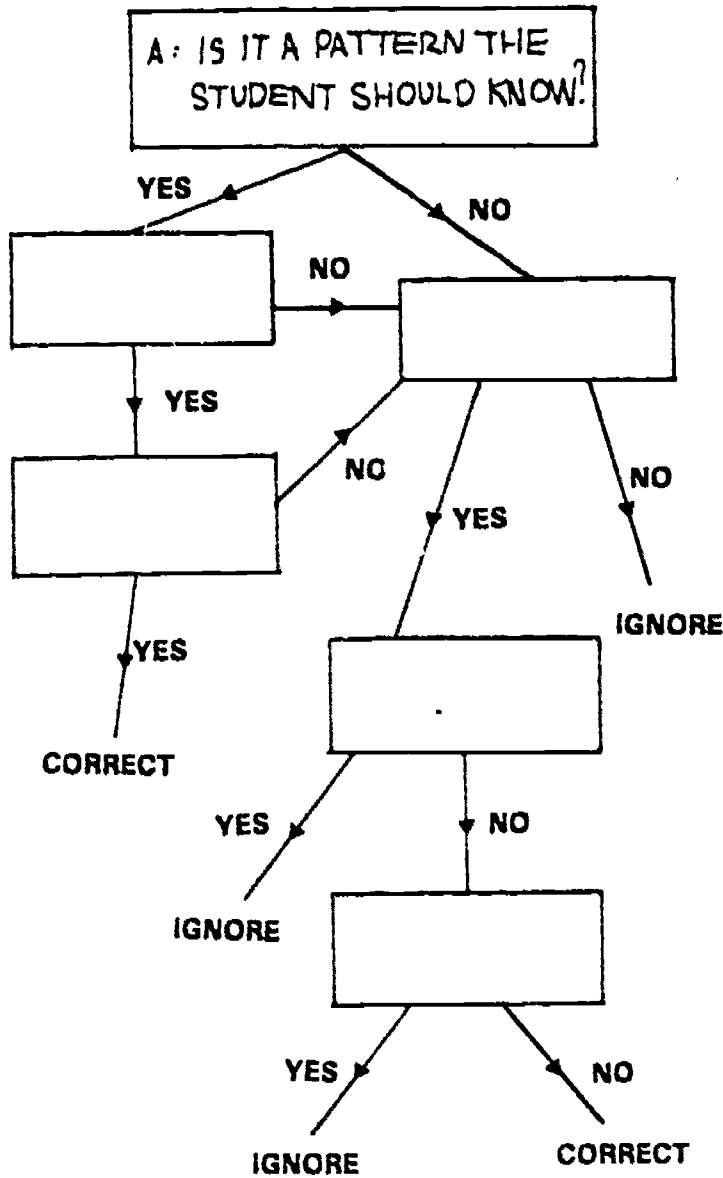 A: IS IT A PATTERN THE
STUDENT SHOULD KNOW?
YES
NO
NO
YES
NO
YES
NO
YES
IGNORE
CORRECT
YES
NO
IGNORE
YES
NO
IGNORE
CORRECT